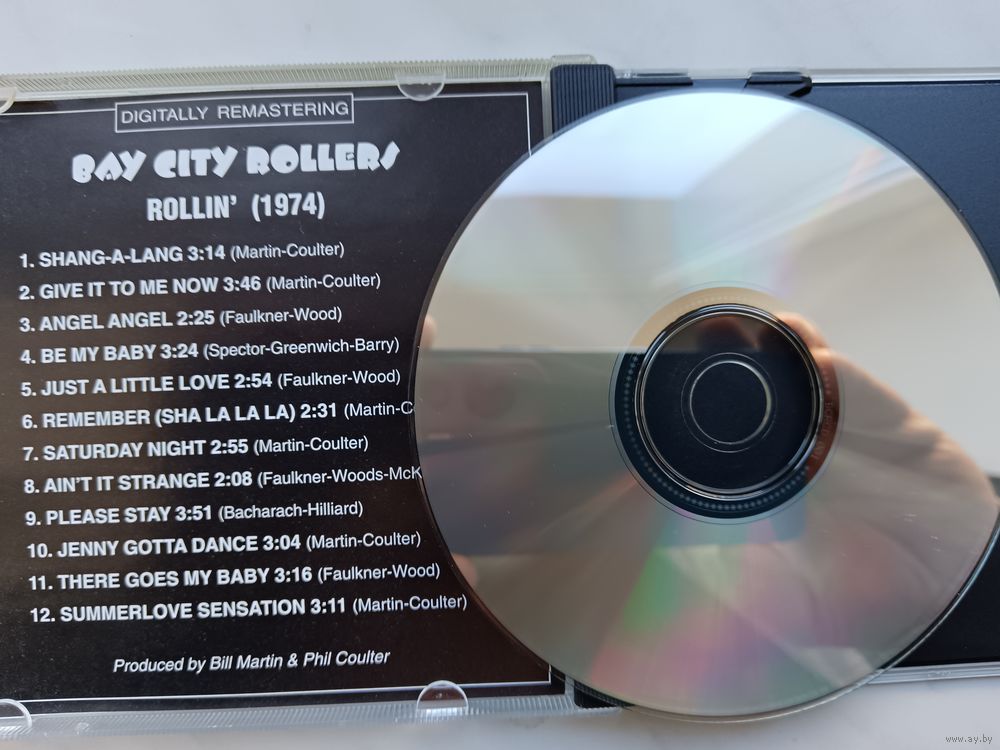 DIGITALLY REMASTERING
BAY CITY ROLLERS
ROLLIN' (1974)
1. SHANG-A-LANG 3:14 (Martin-Coulter)
2. GIVE IT TO ME NOW 3:46 (Martin-Coulter)
3. ANGEL ANGEL 2:25 (Faulkner-Wood)
4. BE MY BABY 3:24 (Spector-Greenwich-Barry)
5. JUST A LITTLE LOVE 2:54 (Faulkner-Wood)
6. REMEMBER (SHA LA LA LA) 2:31 (Martin-C
7. SATURDAY NIGHT 2:55 (Martin-Coulter)
8. AIN'T IT STRANGE 2:08 (Faulkner-Woods-McK
9. PLEASE STAY 3:51 (Bacharach-Hilliard)
10. JENNY GOTTA DANCE 3:04 (Martin-Coulter)
11. THERE GOES MY BABY 3:16 (Faulkner-Wood)
12. SUMMERLOVE SENSATION 3:11 (Martin-Coulter)
Produced by Bill Martin & Phil Coulter
www.ay.by